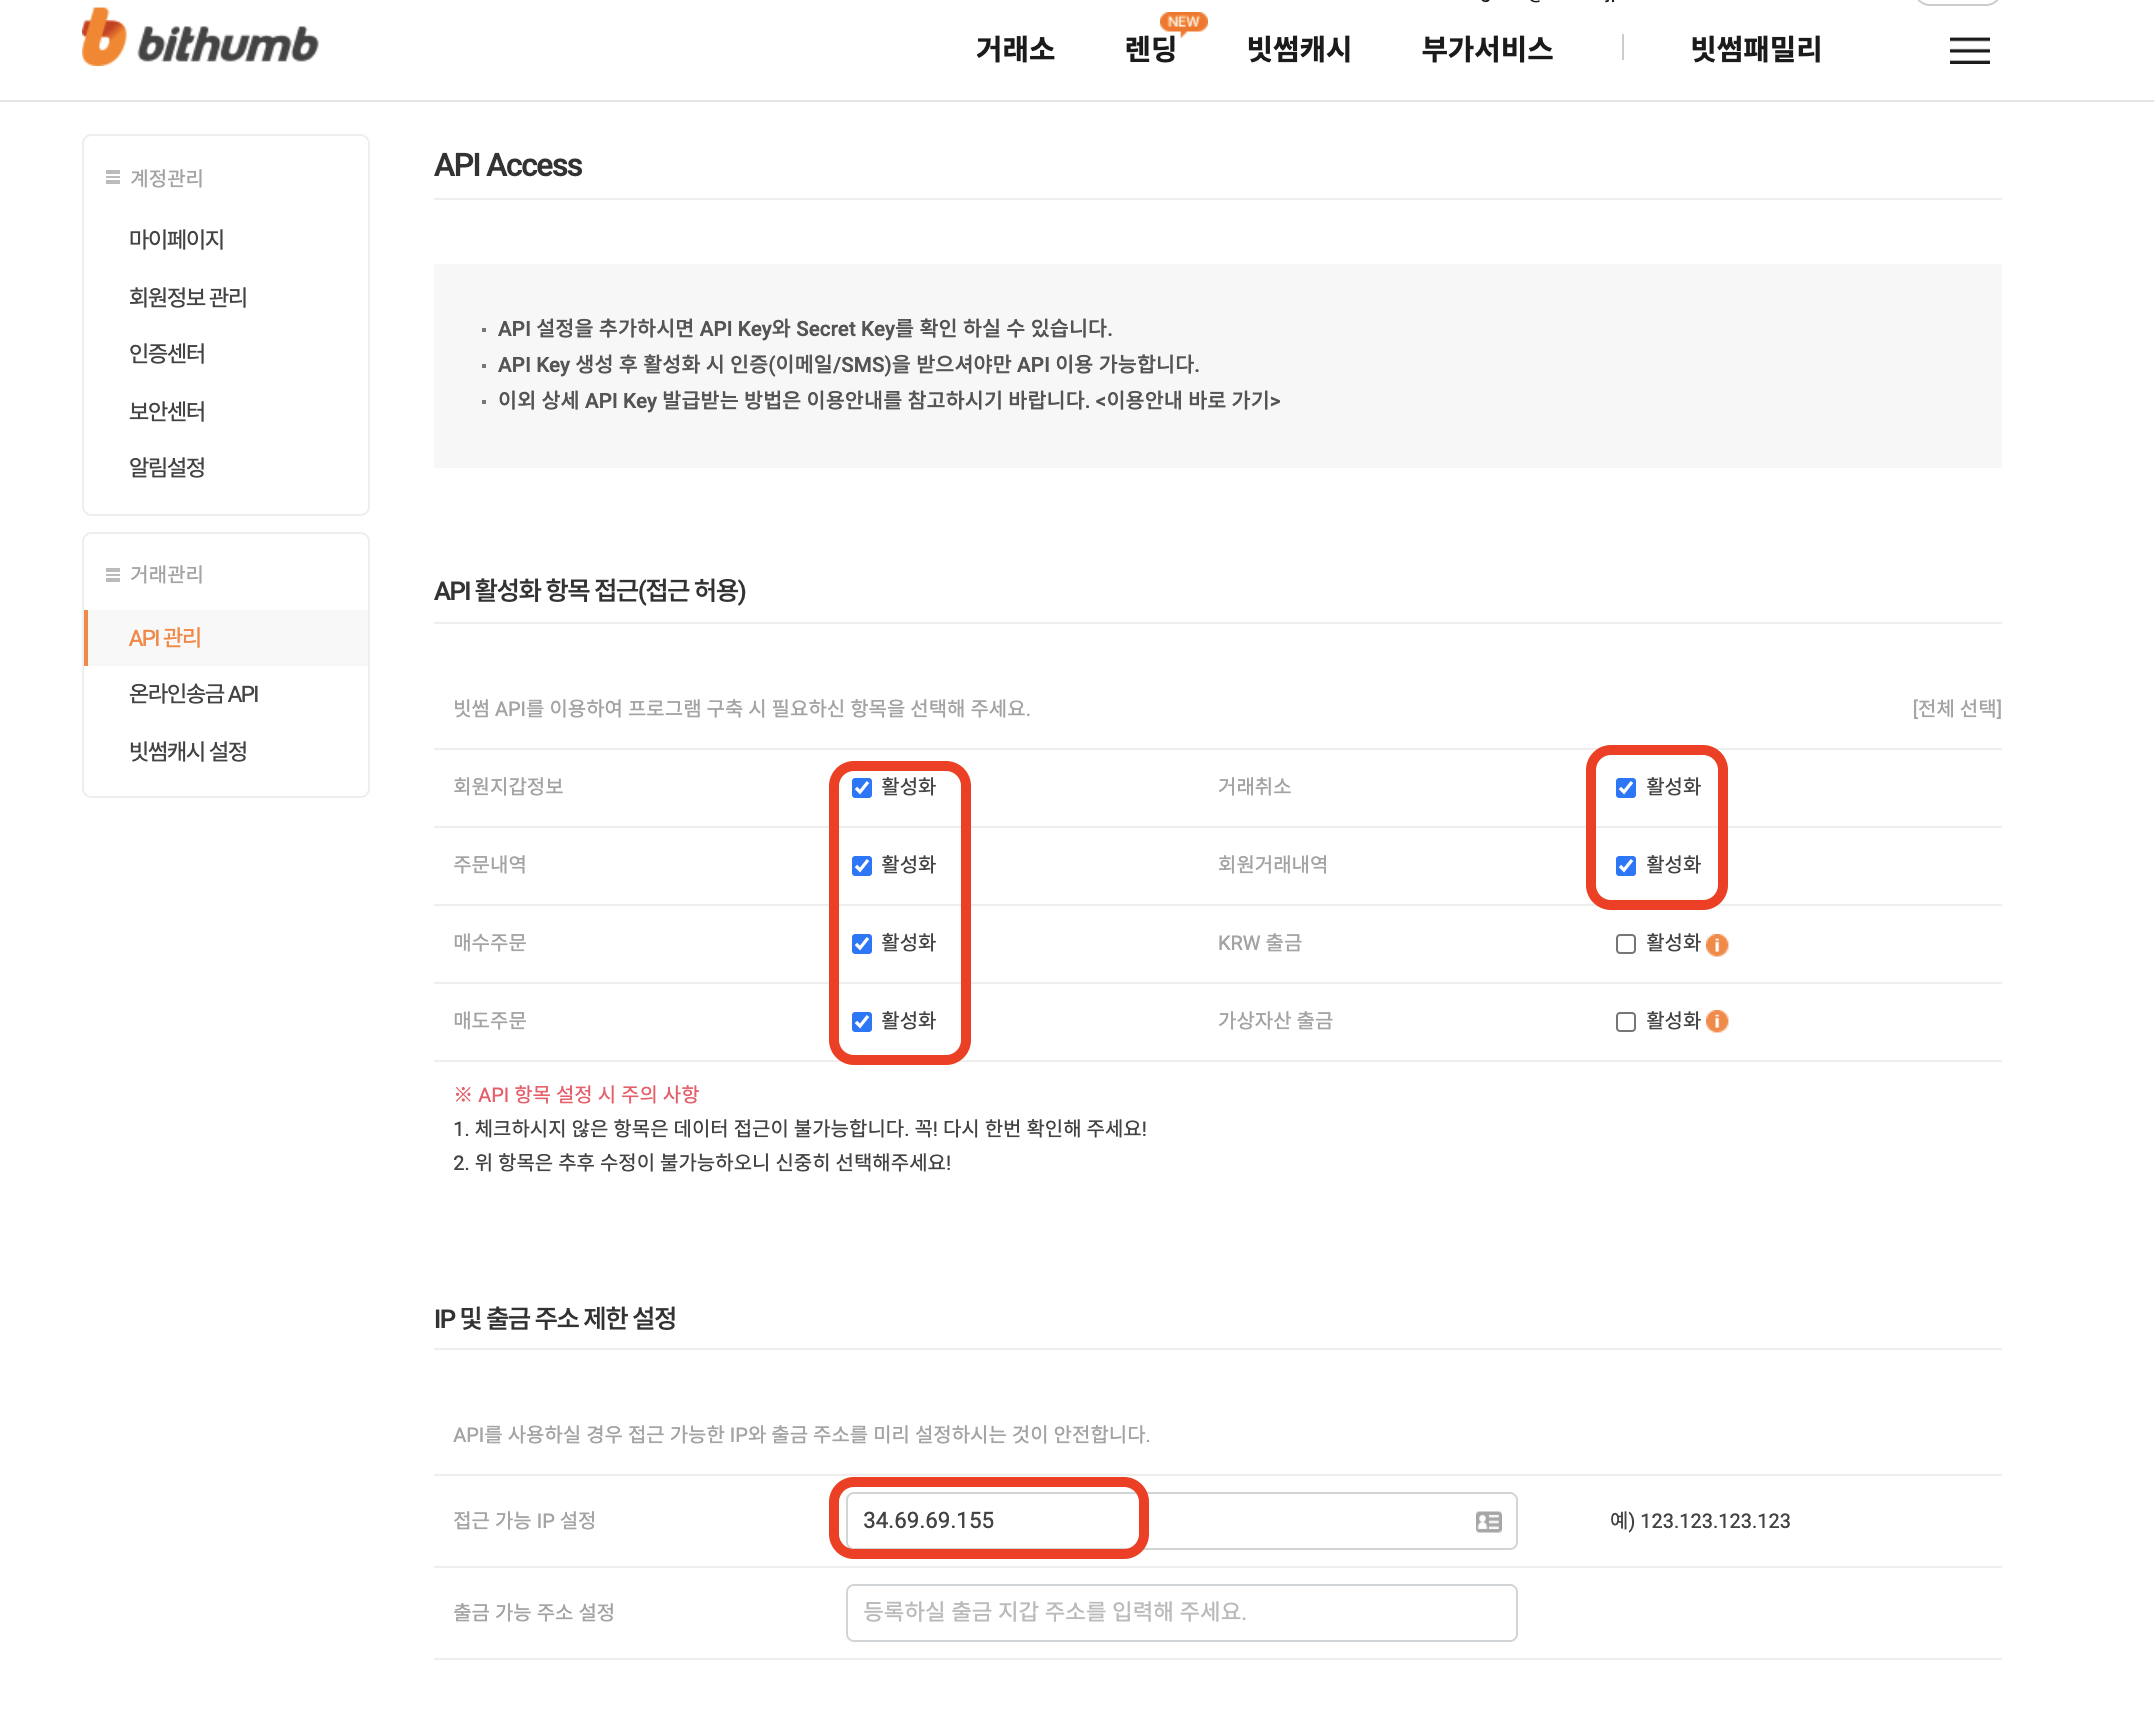 bithumb
거래소
렌딩
NEW
빗썸캐시
부가서비스
빗썸패밀리
계정관리
마이페이지
회원정보 관리
인증센터
보안센터
알림설정
거래관리
API 관리
온라인송금 API
빗썸캐시 설정
API Access
API 설정을 추가하시면 API Key와 Secret Key를 확인 하실 수 있습니다.
API Key 생성 후 활성화 시 인증(이메일/SMS)을 받으셔야만 API 이용 가능합니다.
이외 상세 API Key 발급받는 방법은 이용안내를 참고하시기 바랍니다. <이용안내 바로 가기>
API 활성화 항목 접근(접근 허용)
빗썸 API를 이용하여 프로그램 구축 시 필요하신 항목을 선택해 주세요.
[전체 선택]
회원지갑정보 활성화 거래취소 활성화
주문내역 활성화 회원거래내역 활성화
매수주문 활성화 KRW 출금 활성화
매도주문 활성화 가상자산 출금 활성화
※ API 항목 설정 시 주의 사항
1. 체크하시지 않은 항목은 데이터 접근이 불가능합니다. 꼭! 다시 한번 확인해 주세요!
2. 위 항목은 추후 수정이 불가능하오니 신중히 선택해주세요!
IP 및 출금 주소 제한 설정
API를 사용하실 경우 접근 가능한 IP와 출금 주소를 미리 설정하시는 것이 안전합니다.
접근 가능 IP 설정 34.69.69.155 예) 123.123.123.123
출금 가능 주소 설정 등록하실 출금 지갑 주소를 입력해 주세요.